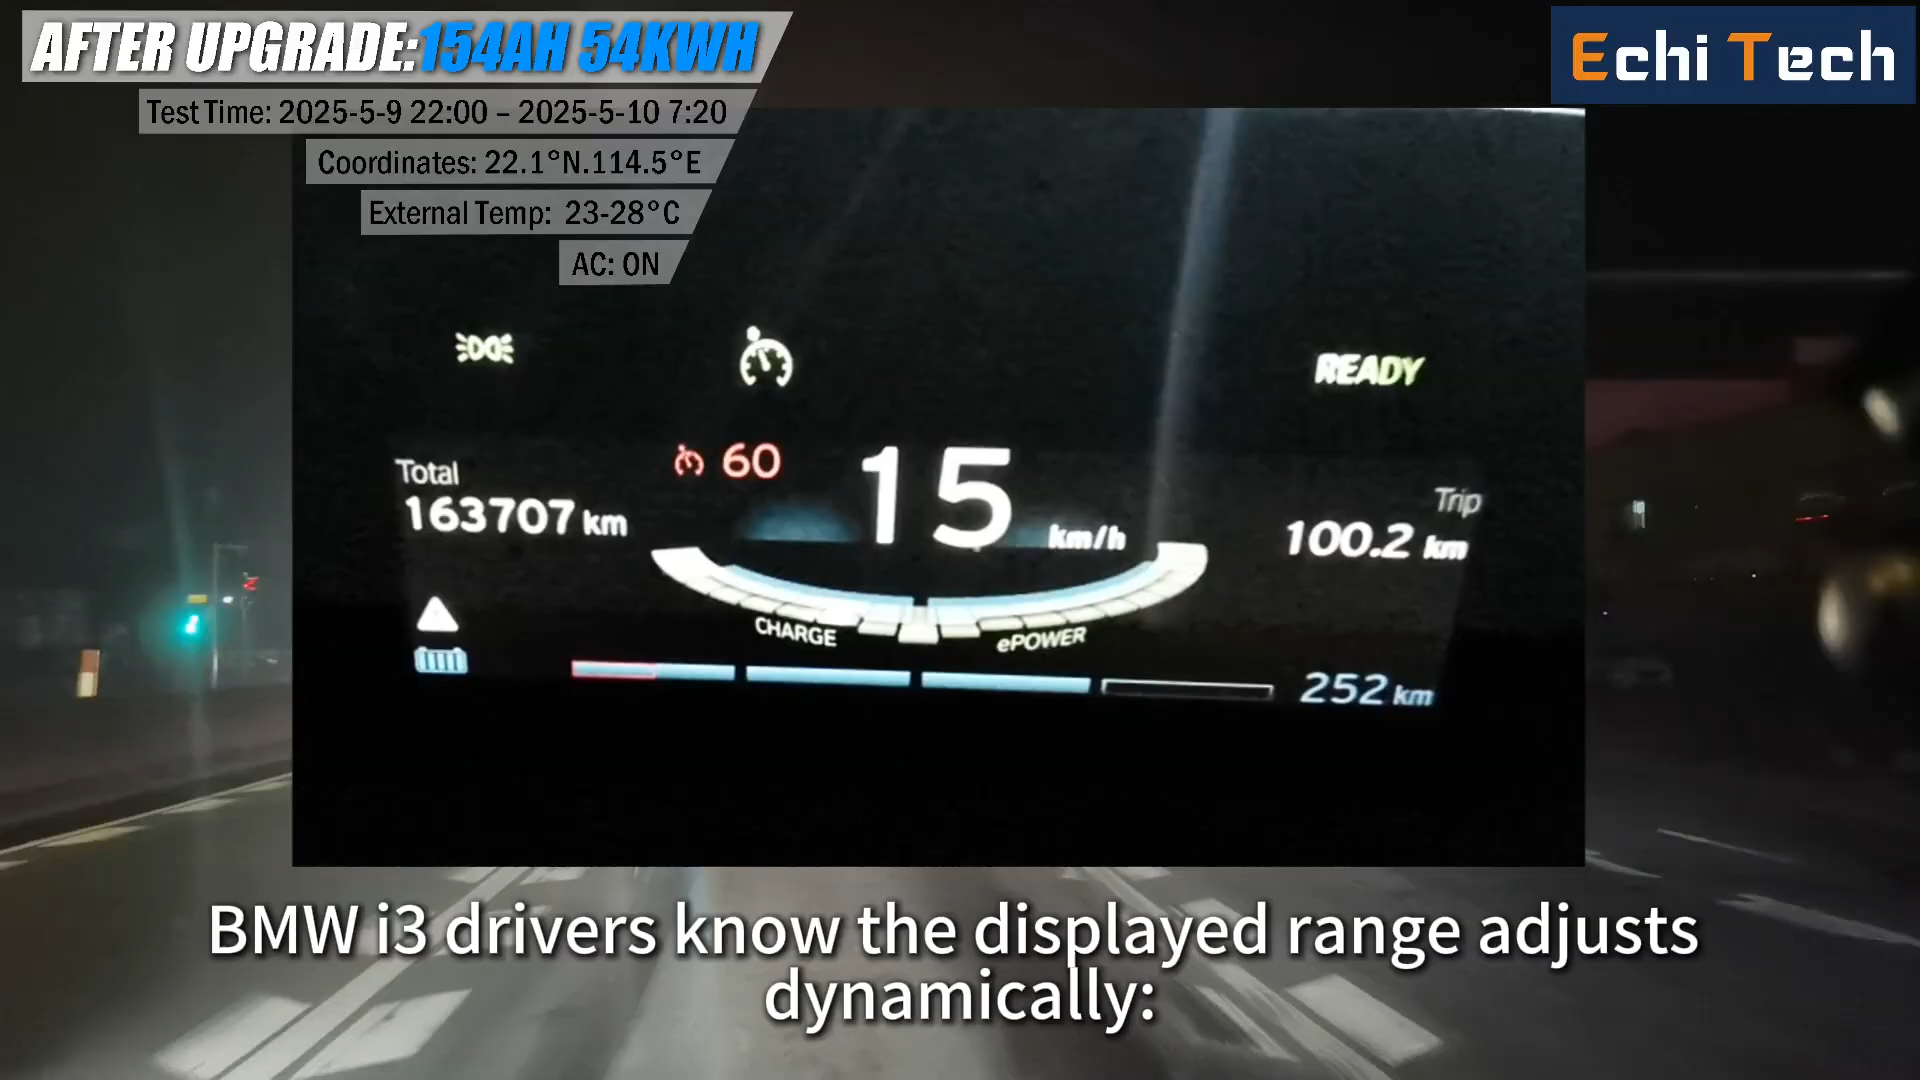 AFTER UPGRADE:154AH 54KWH
Echi Tech
Test Time: 2025-5-9 22:00 – 2025-5-10 7:20
Coordinates: 22.1°N.114.5°E
External Temp: 23-28°C
AC: ON
READY
60
15 km/h
Total
163707 km
Trip
100.2 km
CHARGE
ePOWER
252 km
BMW i3 drivers know the displayed range adjusts
dynamically: